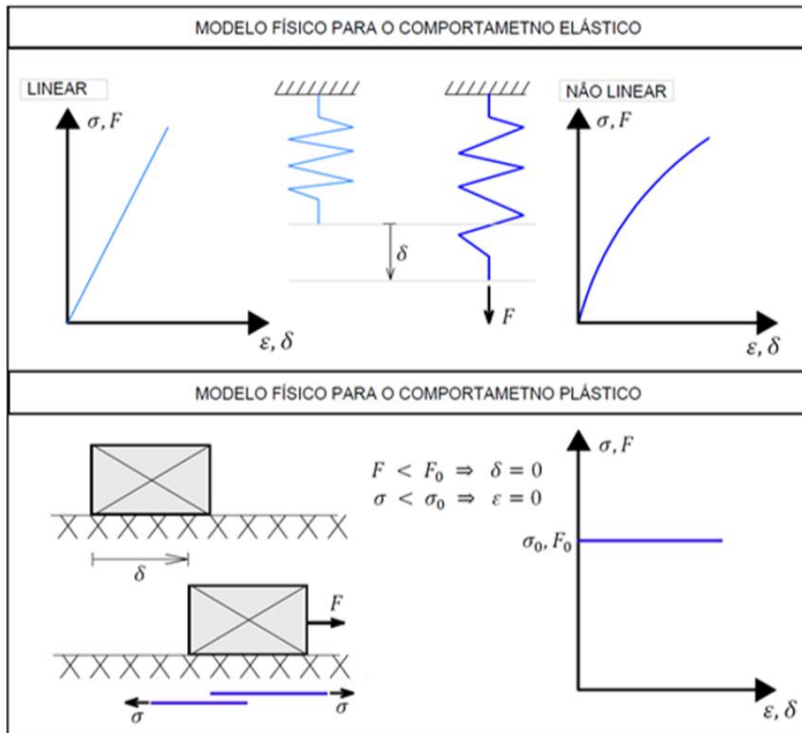 MODELO FÍSICO PARA O COMPORTAMETNO ELÁSTICO
LINEAR
σ, F
ε, δ
δ
F
NÃO LINEAR
σ, F
ε, δ
MODELO FÍSICO PARA O COMPORTAMETNO PLÁSTICO
δ
F
σ
σ
F < F₀ ⇒ δ = 0
σ < σ₀ ⇒ ε = 0
σ, F
σ₀, F₀
ε, δ